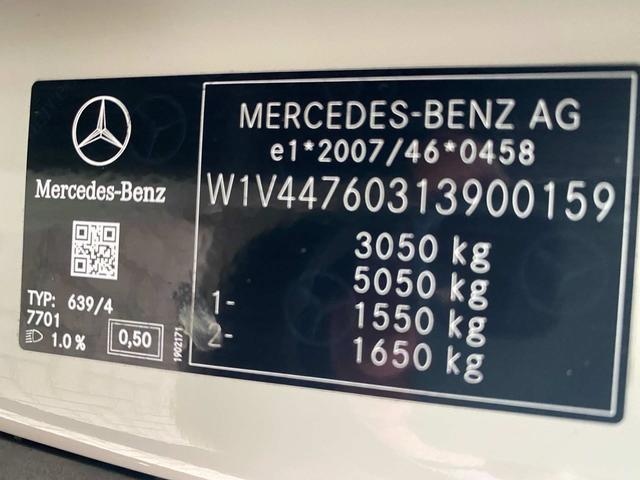 Mercedes-Benz
TYP: 639/4
7701
1.0 %
0,50
1902171
MERCEDES-BENZ AG
e1*2007/46*0458
W1V44760313900159
3050 kg
5050 kg
1- 1550 kg
2- 1650 kg